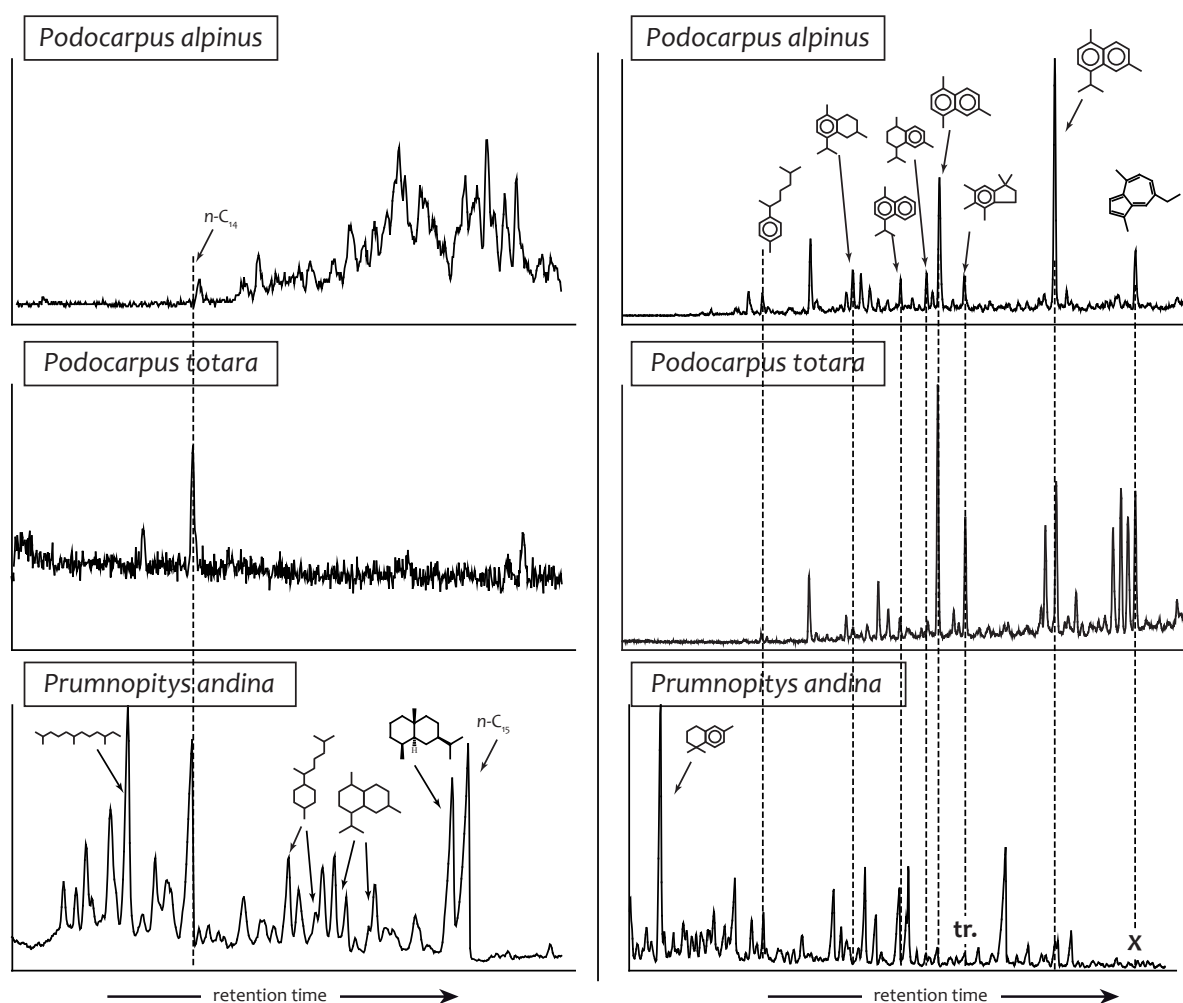 Podocarpus alpinus
n-C₁₄
Podocarpus totara
Prumnopitys andina
n-C₁₅
H
retention time
Podocarpus alpinus
Podocarpus totara
Prumnopitys andina
tr.
X
retention time